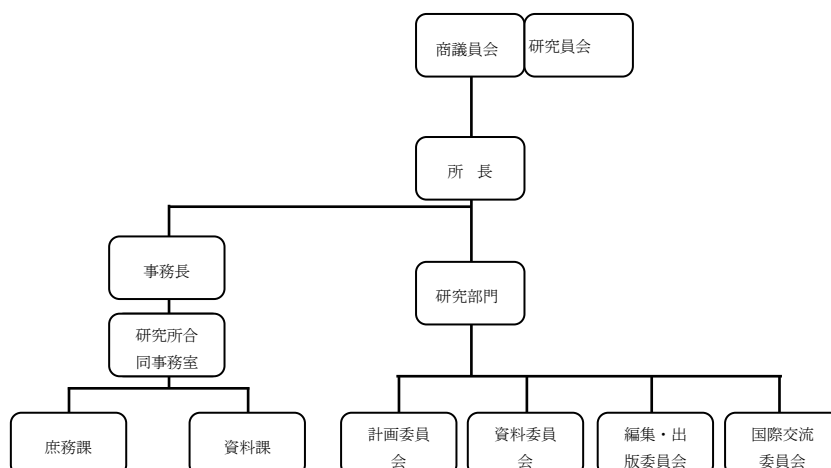 商議員会
研究員会
所　長
事務長
研究部門
研究所合
同事務室
庶務課
資料課
計画委員
会
資料委員
会
編集・出
版委員会
国際交流
委員会